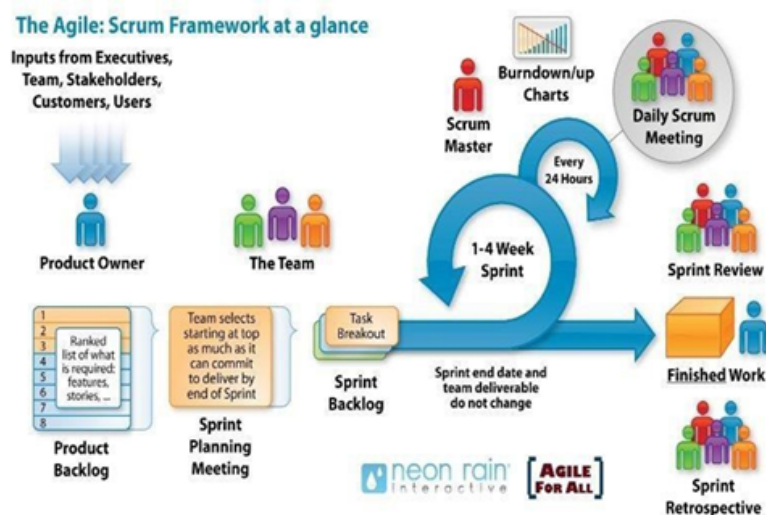 The Agile: Scrum Framework at a glance
Inputs from Executives,
Team, Stakeholders,
Customers, Users
Product Owner
The Team
Scrum
Master
Burndown/up
Charts
Daily Scrum
Meeting
Every
24 Hours
1-4 Week
Sprint
Sprint Review
1
2
3
4
5
6
7
8
Ranked
list of what
is required:
features,
stories, ...
Product
Backlog
Team selects
starting at top
as much as it
can commit
to deliver by
end of Sprint
Sprint
Planning
Meeting
Task
Breakout
Sprint
Backlog
Sprint end date and
team deliverable
do not change
Finished Work
Sprint
Retrospective
neon rain
interactive
AGILE
FOR ALL